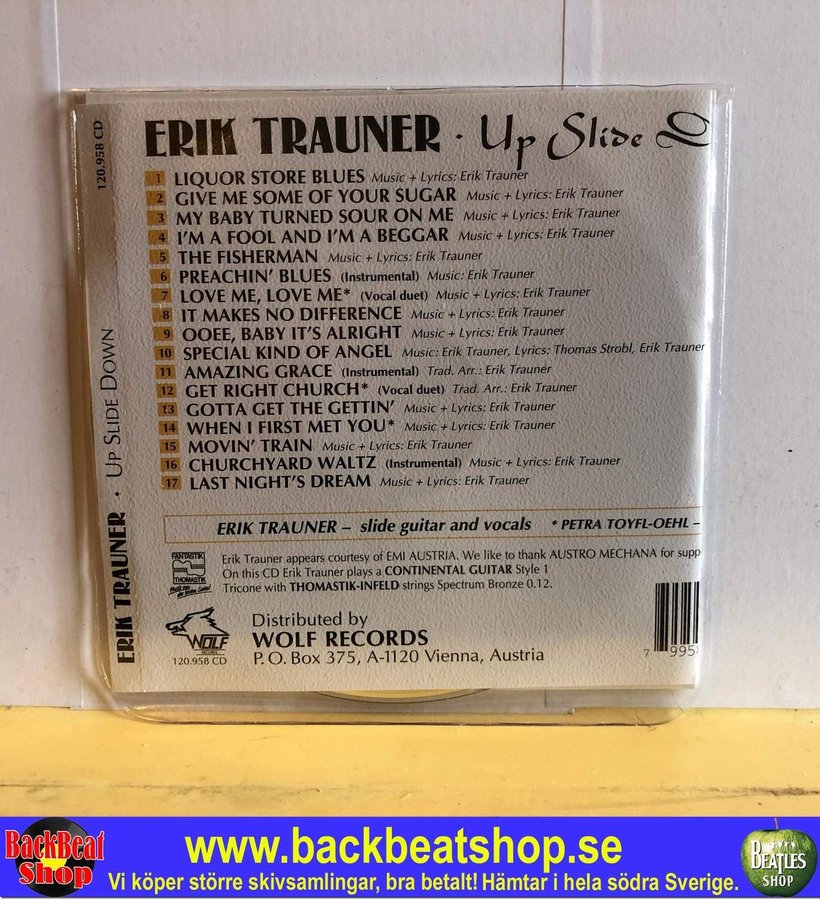 120.958 CD
ERIK TRAUNER • UP SLIDE DOWN
ERIK TRAUNER • Up Slide D
1 LIQUOR STORE BLUES Music + Lyrics: Erik Trauner
2 GIVE ME SOME OF YOUR SUGAR Music + Lyrics: Erik Trauner
3 MY BABY TURNED SOUR ON ME Music + Lyrics: Erik Trauner
4 I'M A FOOL AND I'M A BEGGAR Music + Lyrics: Erik Trauner
5 THE FISHERMAN Music + Lyrics: Erik Trauner
6 PREACHIN' BLUES (Instrumental) Music: Erik Trauner
7 LOVE ME, LOVE ME* (Vocal duet) Music + Lyrics: Erik Trauner
8 IT MAKES NO DIFFERENCE Music + Lyrics: Erik Trauner
9 OOEE, BABY IT'S ALRIGHT Music + Lyrics: Erik Trauner
10 SPECIAL KIND OF ANGEL Music: Erik Trauner, Lyrics: Thomas Strobl, Erik Trauner
11 AMAZING GRACE (Instrumental) Trad. Arr.: Erik Trauner
12 GET RIGHT CHURCH* (Vocal duet) Trad. Arr.: Erik Trauner
13 GOTTA GET THE GETTIN' Music + Lyrics: Erik Trauner
14 WHEN I FIRST MET YOU* Music + Lyrics: Erik Trauner
15 MOVIN' TRAIN Music + Lyrics: Erik Trauner
16 CHURCHYARD WALTZ (Instrumental) Music + Lyrics: Erik Trauner
17 LAST NIGHT'S DREAM Music + Lyrics: Erik Trauner
ERIK TRAUNER – slide guitar and vocals * PETRA TOYFL-OEHL –
FANTASTIK
THOMASTIK
Erik Trauner appears courtesy of EMI AUSTRIA. We like to thank AUSTRO MECHANA for supp
On this CD Erik Trauner plays a CONTINENTAL GUITAR Style 1
Tricone with THOMASTIK-INFELD strings Spectrum Bronze 0.12.
WOLF
RECORDS
120.958 CD
Distributed by
WOLF RECORDS
P. O. Box 375, A-1120 Vienna, Austria
7 9958
BackBeat
Shop
www.backbeatshop.se
Vi köper större skivsamlingar, bra betalt! Hämtar i hela södra Sverige.
BEATLES
SHOP